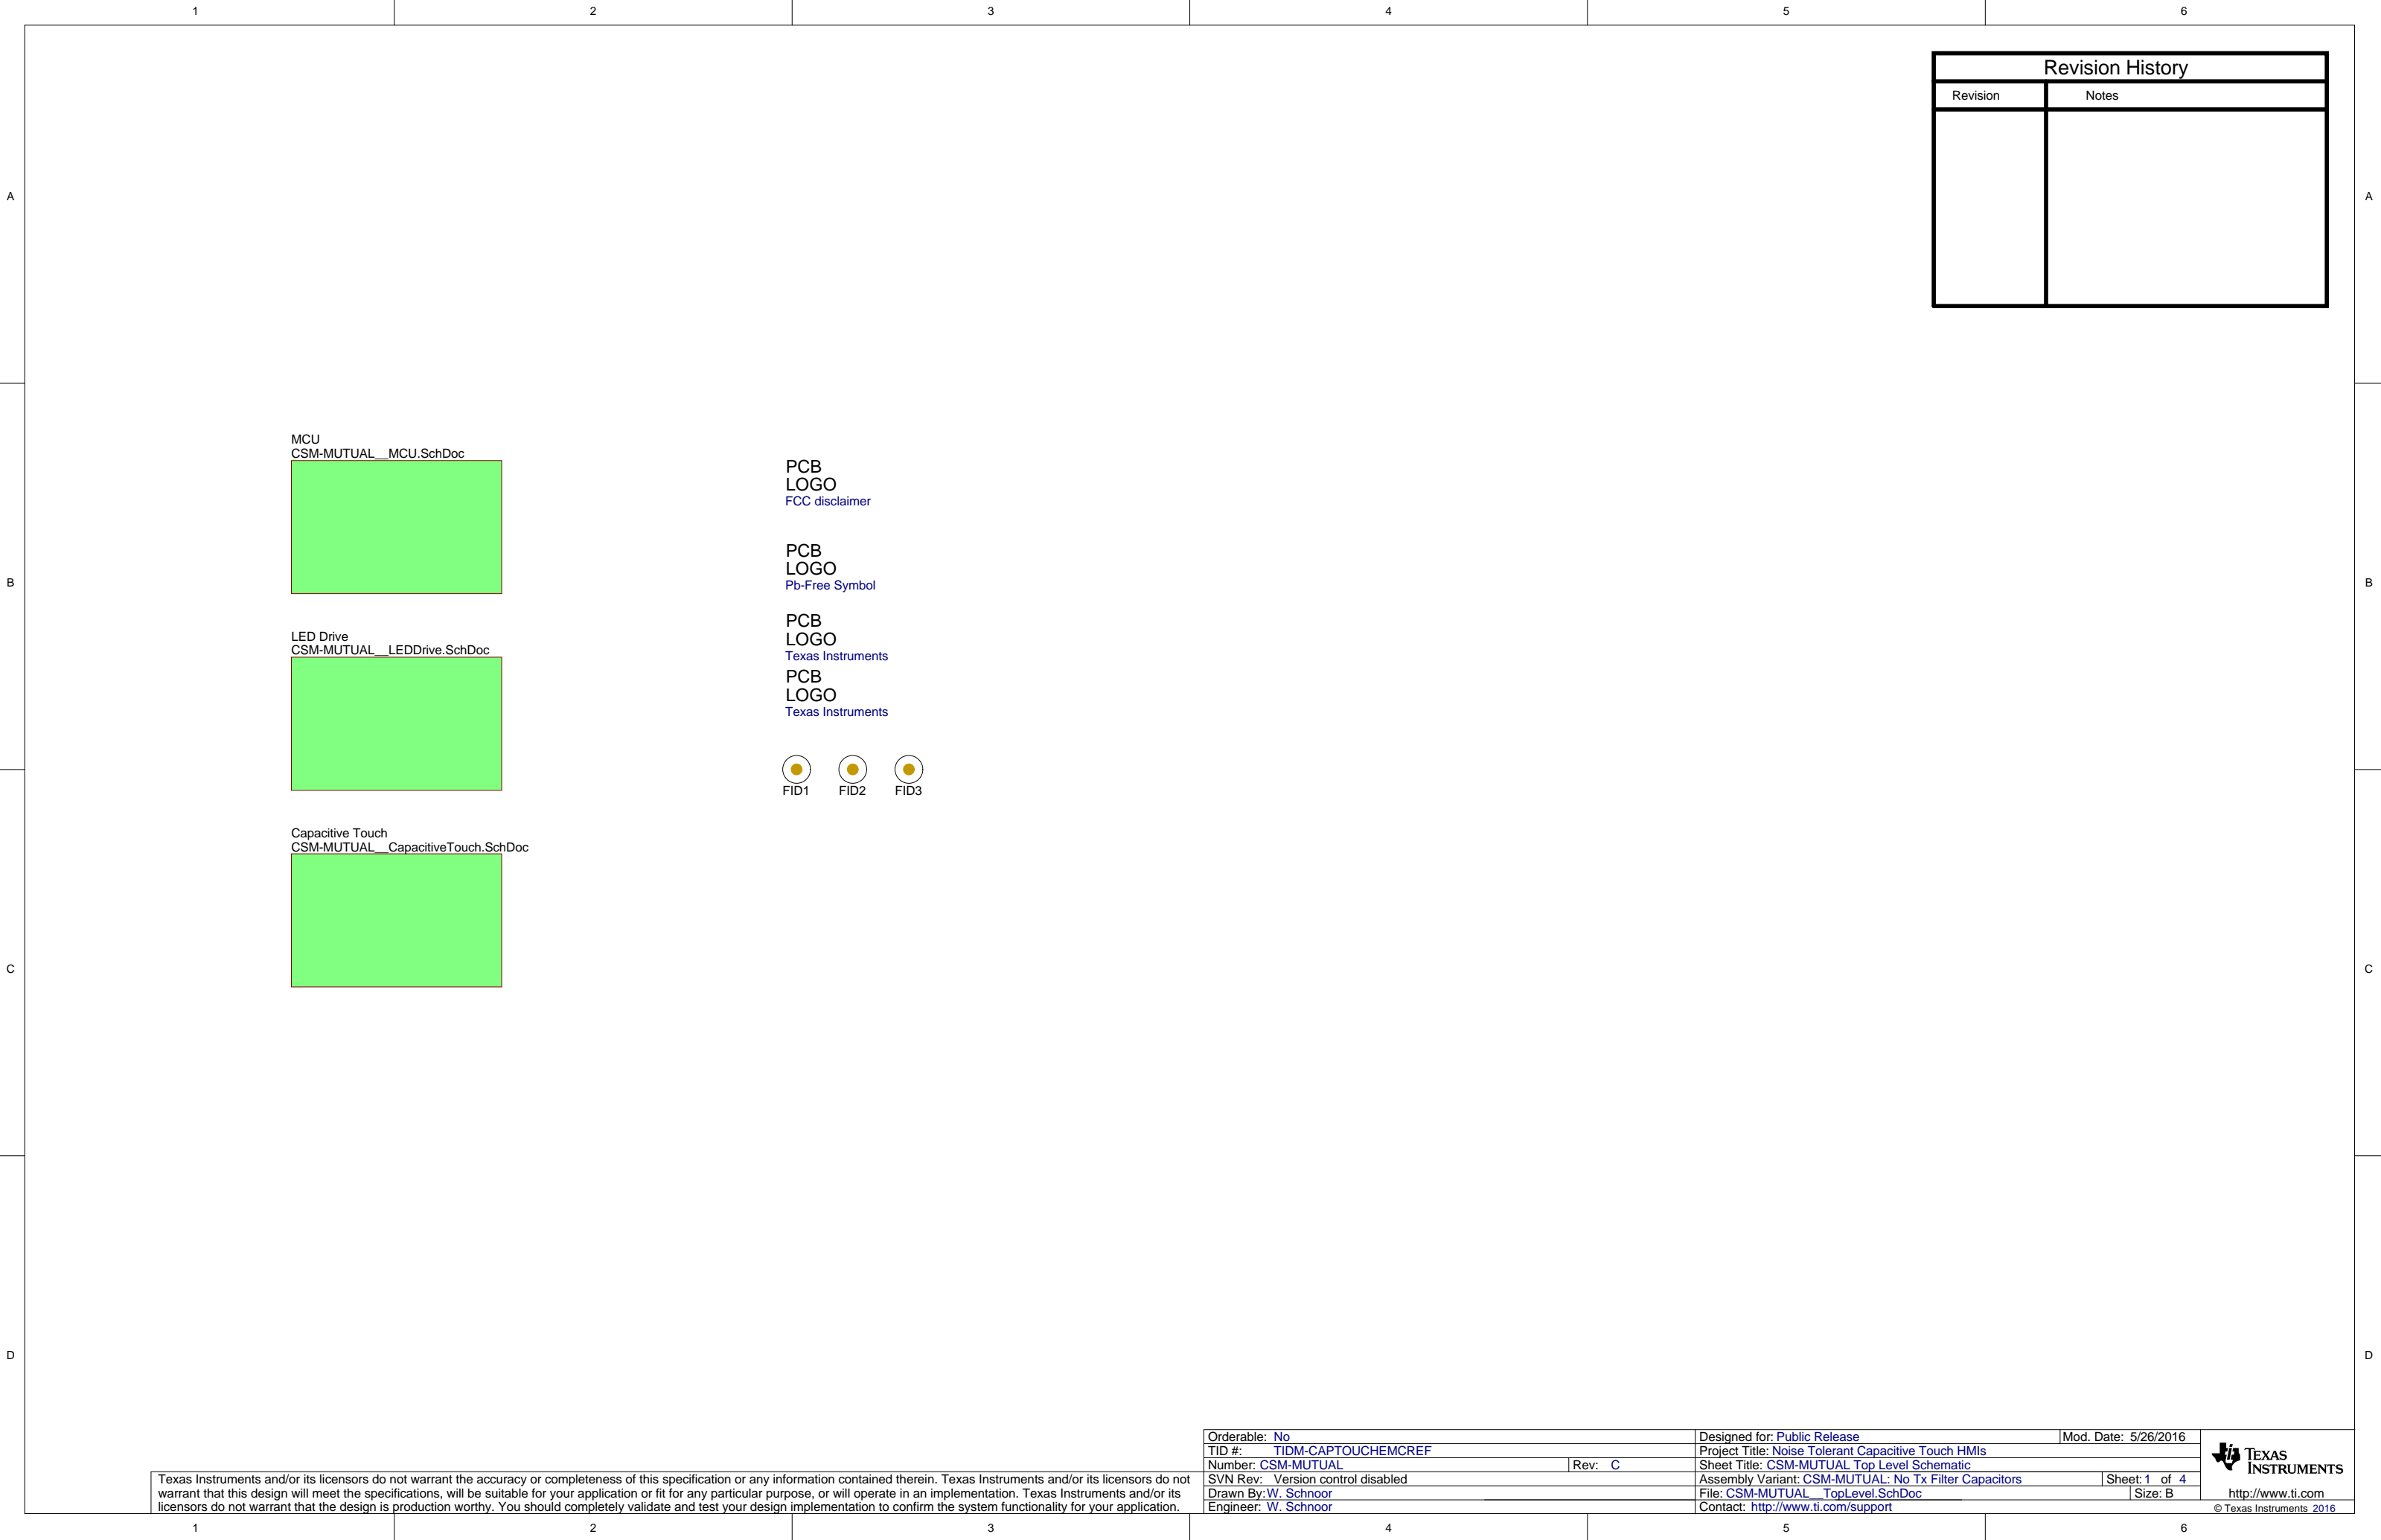 1 2 3 4 5 6
Revision History
Revision Notes
A A
MCU
CSM-MUTUAL__MCU.SchDoc
PCB
LOGO
FCC disclaimer
PCB
LOGO
Pb-Free Symbol
B B
PCB
LOGO
Texas Instruments
LED Drive
CSM-MUTUAL__LEDDrive.SchDoc
PCB
LOGO
Texas Instruments
FID1 FID2 FID3
Capacitive Touch
CSM-MUTUAL__CapacitiveTouch.SchDoc
C C
D D
Texas Instruments and/or its licensors do not warrant the accuracy or completeness of this specification or any information contained therein. Texas Instruments and/or its licensors do not
warrant that this design will meet the specifications, will be suitable for your application or fit for any particular purpose, or will operate in an implementation. Texas Instruments and/or its
licensors do not warrant that the design is production worthy. You should completely validate and test your design implementation to confirm the system functionality for your application.
Orderable: No
TID #: TIDM-CAPTOUCHEMCREF
Number: CSM-MUTUAL Rev: C
SVN Rev: Version control disabled
Drawn By: W. Schnoor
Engineer: W. Schnoor
Designed for: Public Release Mod. Date: 5/26/2016
Project Title: Noise Tolerant Capacitive Touch HMIs
Sheet Title: CSM-MUTUAL Top Level Schematic
Assembly Variant: CSM-MUTUAL: No Tx Filter Capacitors Sheet: 1 of 4
File: CSM-MUTUAL__TopLevel.SchDoc Size: B
Contact: http://www.ti.com/support
TEXAS
INSTRUMENTS
http://www.ti.com
© Texas Instruments 2016
1 2 3 4 5 6